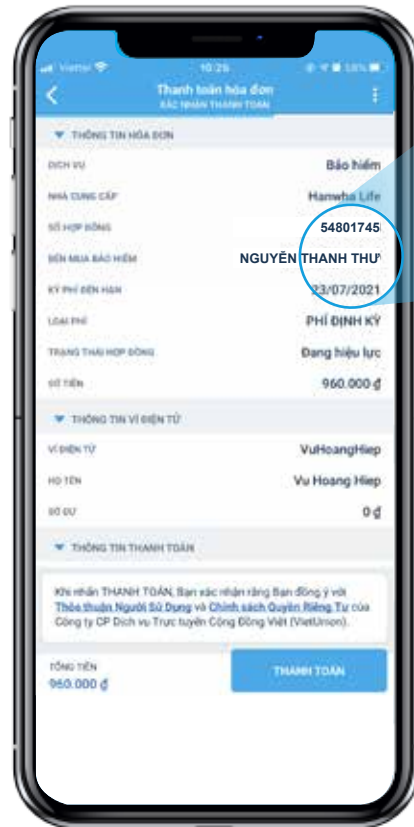 Viettel 10:25
Thanh toán hóa đơn
XÁC NHẬN THANH TOÁN
THÔNG TIN HÓA ĐƠN
DỊCH VỤ Bảo hiểm
NHÀ CUNG CẤP Hanwha Life
SỐ HỢP ĐỒNG 54801745
BÊN MUA BẢO HIỂM NGUYỄN THANH THƯ
KỲ PHÍ ĐẾN HẠN 23/07/2021
LOẠI PHÍ PHÍ ĐỊNH KỲ
TRẠNG THÁI HỢP ĐỒNG Đang hiệu lực
SỐ TIỀN 960.000 đ
THÔNG TIN VÍ ĐIỆN TỬ
VÍ ĐIỆN TỬ VuHoangHiep
HỌ TÊN Vu Hoang Hiep
SỐ DƯ 0 đ
THÔNG TIN THANH TOÁN
Khi nhấn THANH TOÁN, Bạn xác nhận rằng Bạn đồng ý với
Thỏa thuận Người Sử Dụng và Chính sách Quyền Riêng Tư của
Công ty CP Dịch vụ Trực tuyến Cộng Đồng Việt (VietUnion).
TỔNG TIỀN
960.000 đ
THANH TOÁN